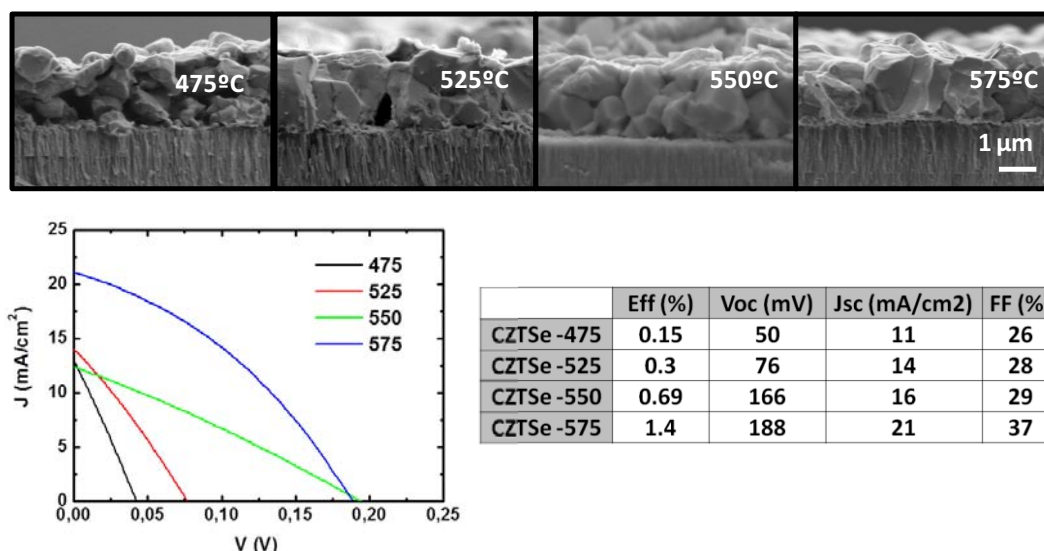 475ºC 525ºC 550ºC 575ºC
1 µm
25
20
15
10
5
0
J (mA/cm²)
0,00 0,05 0,10 0,15 0,20 0,25
V (V)
475
525
550
575
Eff (%) Voc (mV) Jsc (mA/cm2) FF (%
CZTSe -475 0.15 50 11 26
CZTSe -525 0.3 76 14 28
CZTSe -550 0.69 166 16 29
CZTSe -575 1.4 188 21 37